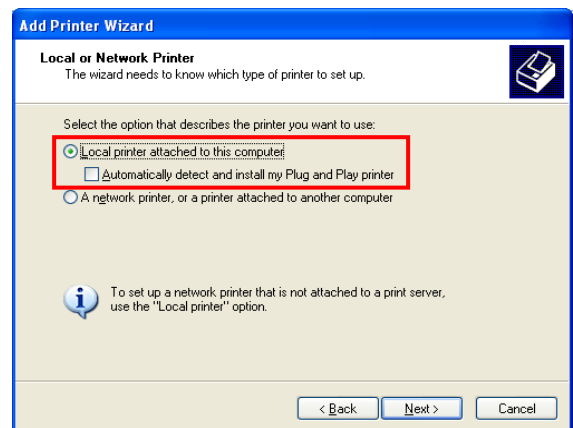 Add Printer Wizard
Local or Network Printer
The wizard needs to know which type of printer to set up.
Select the option that describes the printer you want to use:
Local printer attached to this computer
Automatically detect and install my Plug and Play printer
A network printer, or a printer attached to another computer
To set up a network printer that is not attached to a print server,
use the "Local printer" option.
< Back Next > Cancel